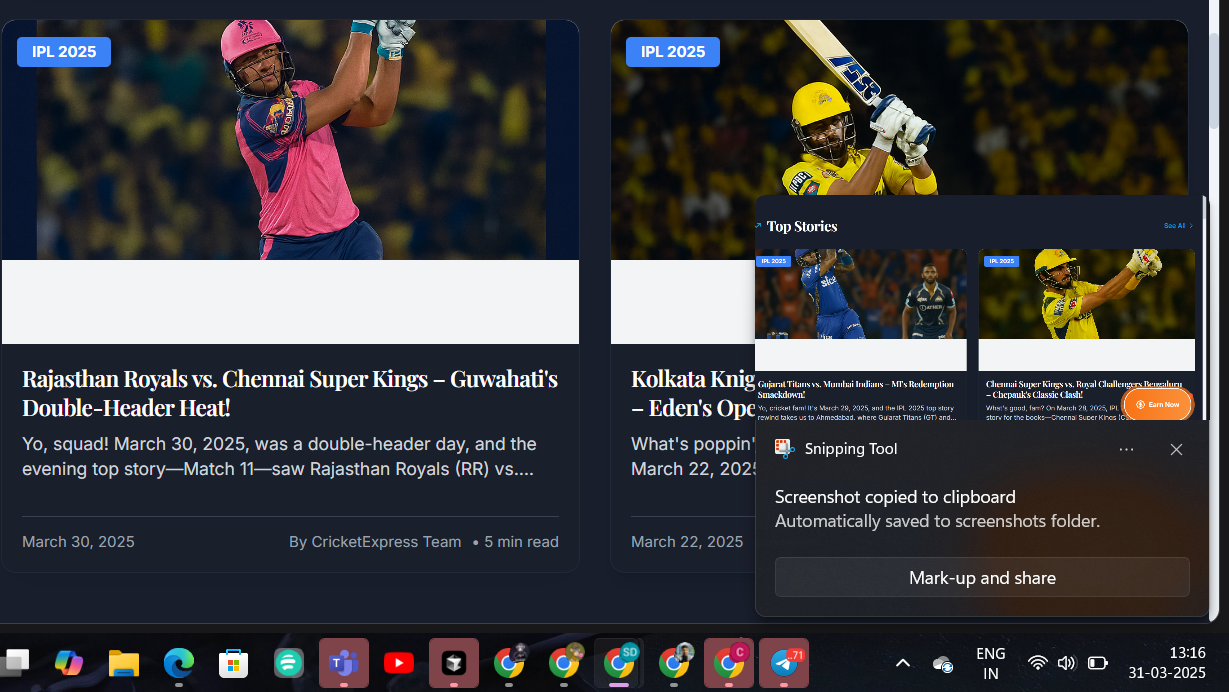 IPL 2025
Rajasthan Royals vs. Chennai Super Kings – Guwahati's
Double-Header Heat!
Yo, squad! March 30, 2025, was a double-header day, and the
evening top story—Match 11—saw Rajasthan Royals (RR) vs....
March 30, 2025
By CricketExpress Team • 5 min read
IPL 2025
Kolkata Knig
– Eden's Ope
What's poppin'
March 22, 2025
March 22, 2025
Top Stories
See All
IPL 2025
Gujarat Titans vs. Mumbai Indians – MI's Redemption
Smackdown!
Yo, cricket fam! It's March 29, 2025, and the IPL 2025 top story
rewind takes us to Ahmedabad, where Gujarat Titans (GT) and...
IPL 2025
Chennai Super Kings vs. Royal Challengers Bengaluru
– Chepauk's Classic Clash!
What's good, fam? On March 28, 2025, IPL
story for the books—Chennai Super Kings
Earn Now
Snipping Tool
Screenshot copied to clipboard
Automatically saved to screenshots folder.
Mark-up and share
SD
C
71
ENG
IN
13:16
31-03-2025